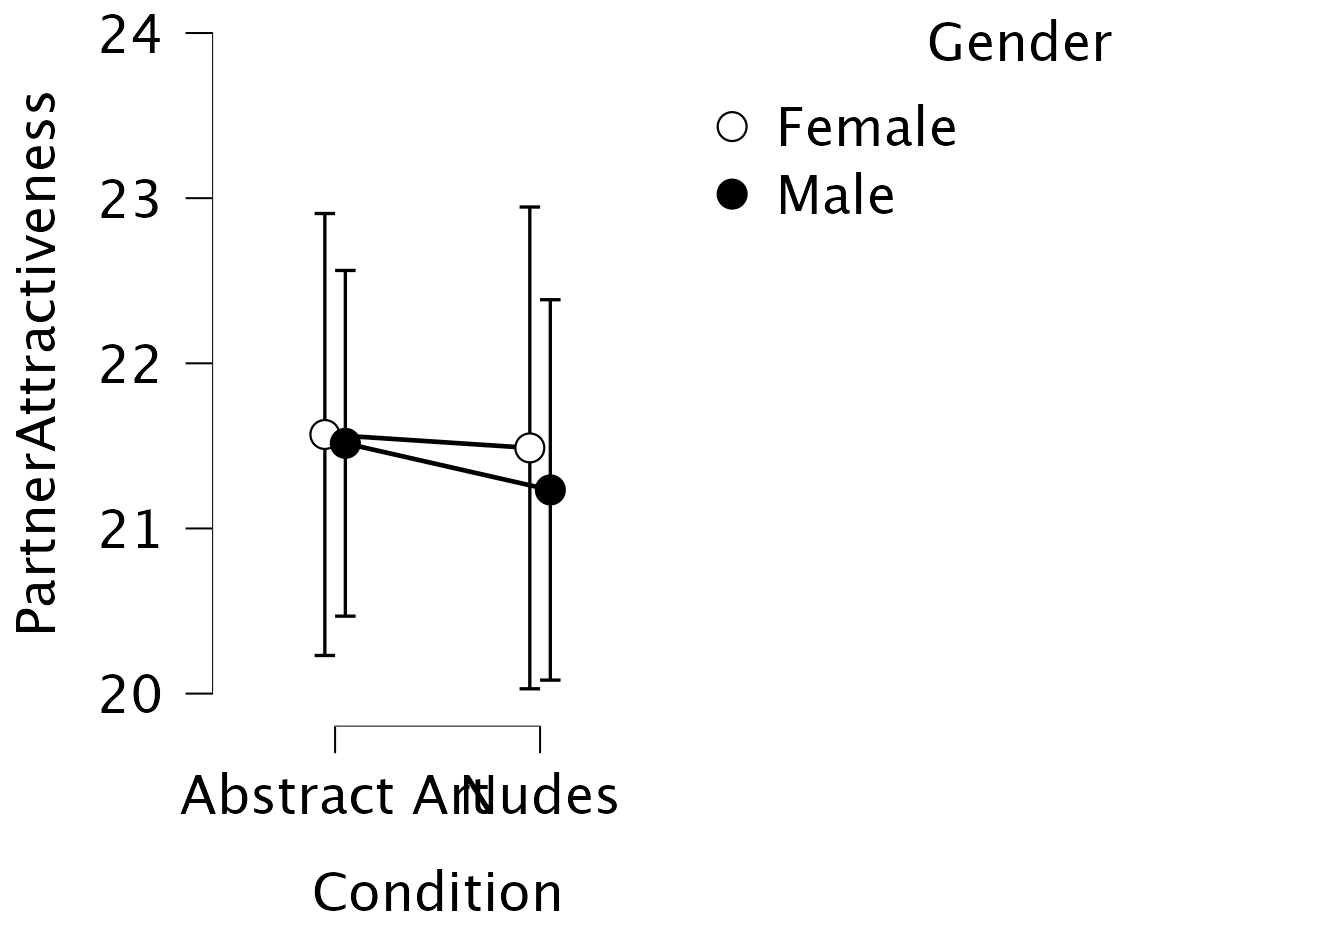 24
23
22
21
20
PartnerAttractiveness
Abstract Art
Nudes
Condition
Gender
Female
Male